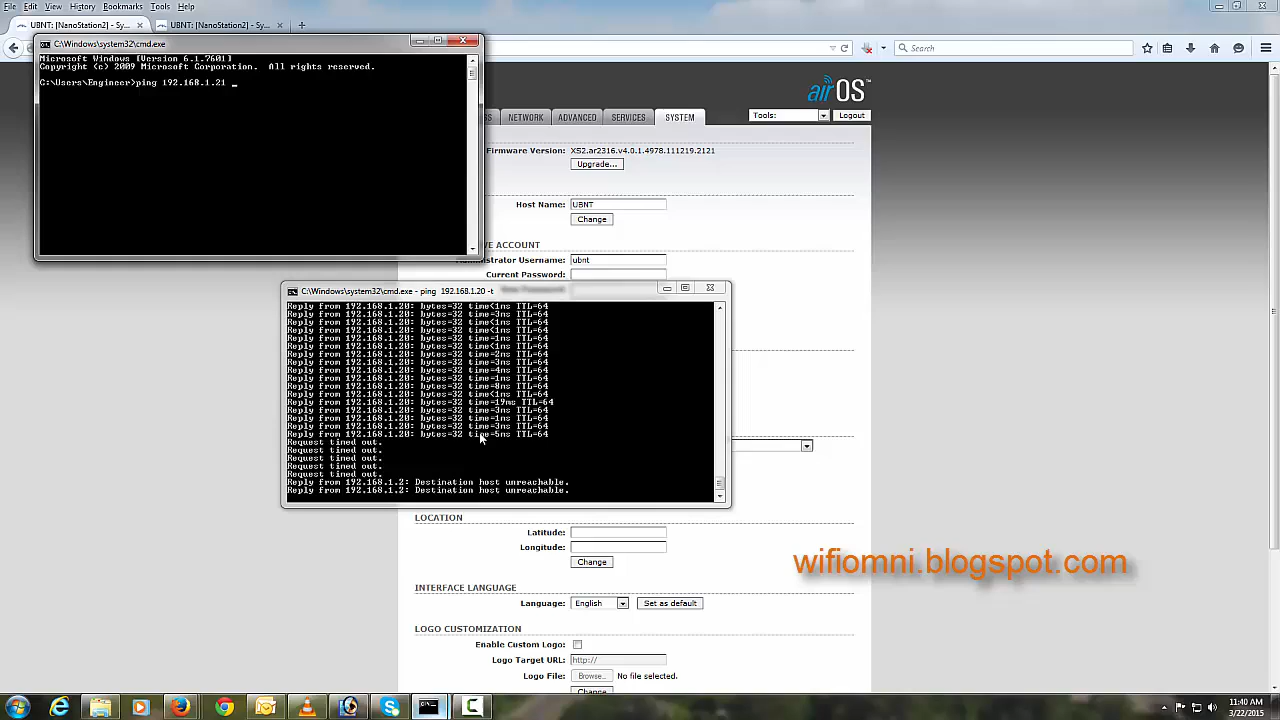 File Edit View History Bookmarks Tools Help
UBNT: [NanoStation2] - Sy... × UBNT: [NanoStation2] - Sy... × +
Search
C:\Windows\system32\cmd.exe
Microsoft Windows [Version 6.1.7601]
Copyright (c) 2009 Microsoft Corporation. All rights reserved.
C:\Users\Engineer>ping 192.168.1.21 _
airOS
NETWORK ADVANCED SERVICES SYSTEM Tools: Logout
Firmware Version: XS2.ar2316.v4.0.1.4978.111219.2121
Upgrade...
Host Name: UBNT
Change
VE ACCOUNT
Administrator Username: ubnt
Current Password:
C:\Windows\system32\cmd.exe - ping 192.168.1.20 -t
Reply from 192.168.1.20: bytes=32 time<1ms TTL=64
Reply from 192.168.1.20: bytes=32 time=3ms TTL=64
Reply from 192.168.1.20: bytes=32 time<1ms TTL=64
Reply from 192.168.1.20: bytes=32 time<1ms TTL=64
Reply from 192.168.1.20: bytes=32 time=1ms TTL=64
Reply from 192.168.1.20: bytes=32 time<1ms TTL=64
Reply from 192.168.1.20: bytes=32 time=2ms TTL=64
Reply from 192.168.1.20: bytes=32 time=3ms TTL=64
Reply from 192.168.1.20: bytes=32 time=4ms TTL=64
Reply from 192.168.1.20: bytes=32 time=1ms TTL=64
Reply from 192.168.1.20: bytes=32 time=8ms TTL=64
Reply from 192.168.1.20: bytes=32 time<1ms TTL=64
Reply from 192.168.1.20: bytes=32 time=19ms TTL=64
Reply from 192.168.1.20: bytes=32 time=3ms TTL=64
Reply from 192.168.1.20: bytes=32 time=1ms TTL=64
Reply from 192.168.1.20: bytes=32 time=3ms TTL=64
Reply from 192.168.1.20: bytes=32 time=5ms TTL=64
Request timed out.
Request timed out.
Request timed out.
Request timed out.
Request timed out.
Reply from 192.168.1.2: Destination host unreachable.
Reply from 192.168.1.2: Destination host unreachable.
LOCATION
Latitude:
Longitude:
Change
wifiomni.blogspot.com
INTERFACE LANGUAGE
Language: English Set as default
LOGO CUSTOMIZATION
Enable Custom Logo:
Logo Target URL: http://
Logo File: Browse... No file selected.
Change
11:40 AM
3/22/2015